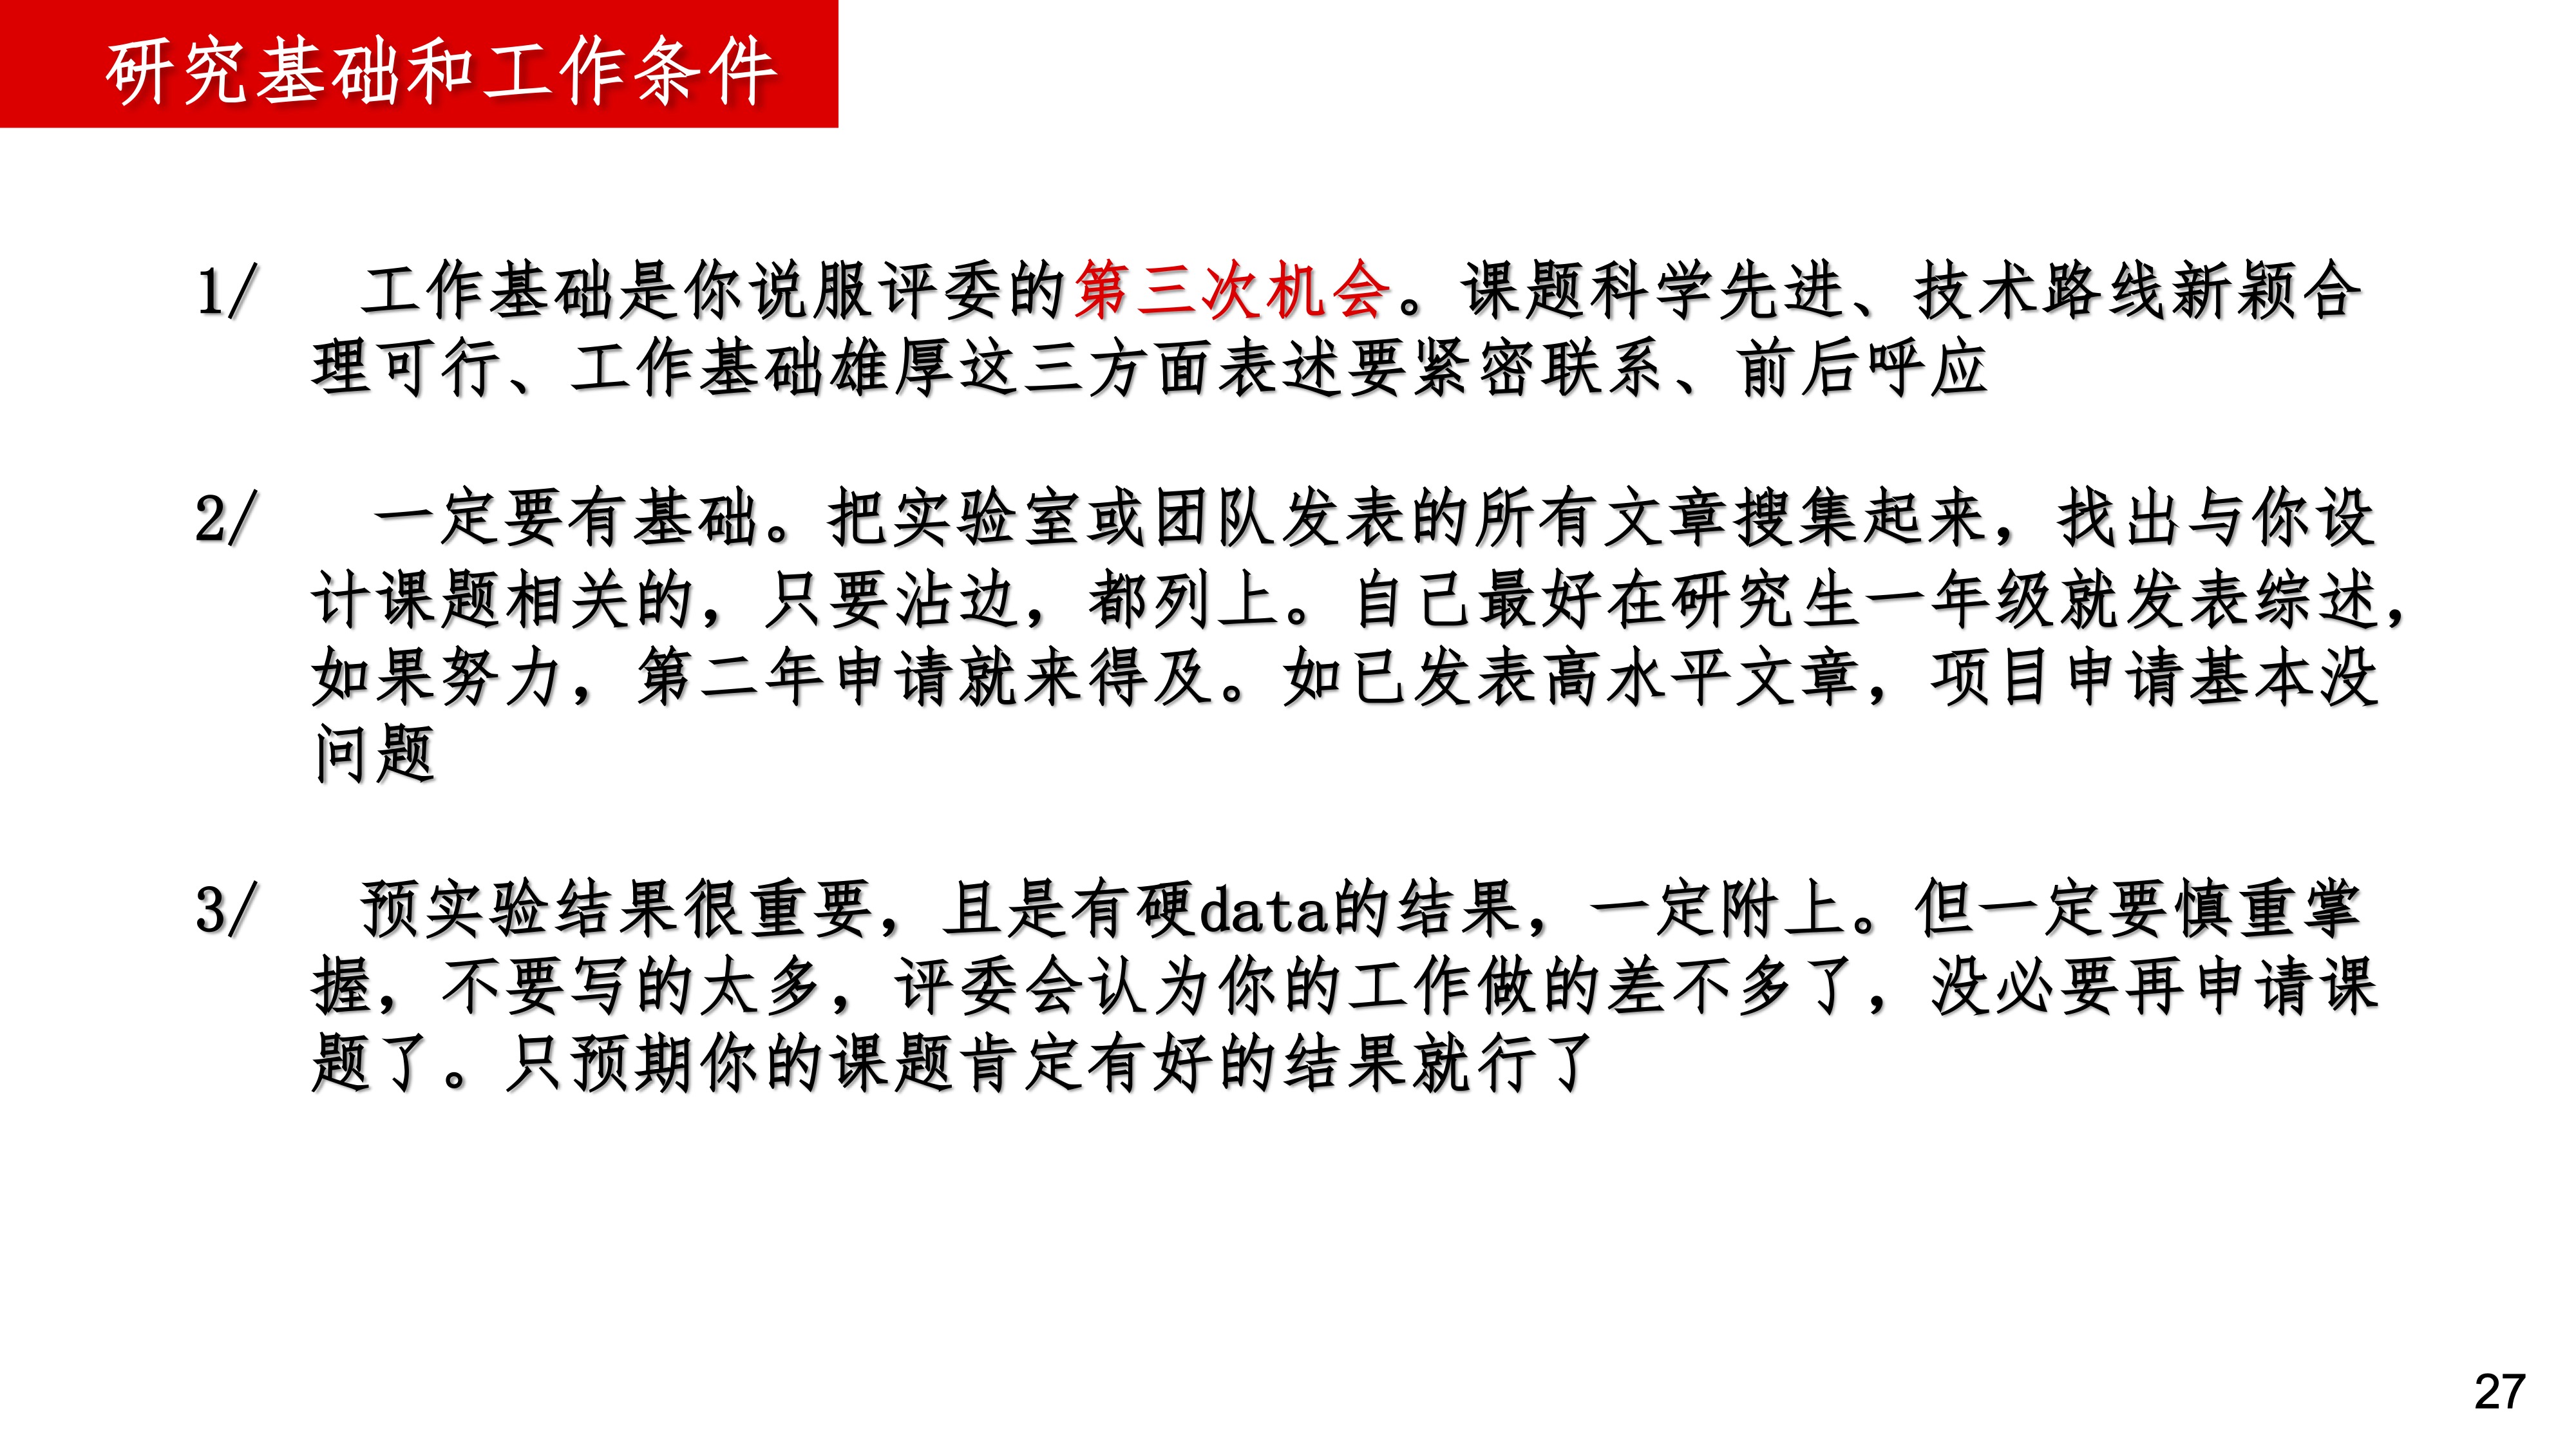 研究基础和工作条件
1/ 工作基础是你说服评委的第三次机会。课题科学先进、技术路线新颖合
理可行、工作基础雄厚这三方面表述要紧密联系、前后呼应
2/ 一定要有基础。把实验室或团队发表的所有文章搜集起来，找出与你设
计课题相关的，只要沾边，都列上。自己最好在研究生一年级就发表综述，
如果努力，第二年申请就来得及。如已发表高水平文章，项目申请基本没
问题
3/ 预实验结果很重要，且是有硬data的结果，一定附上。但一定要慎重掌
握，不要写的太多，评委会认为你的工作做的差不多了，没必要再申请课
题了。只预期你的课题肯定有好的结果就行了
27